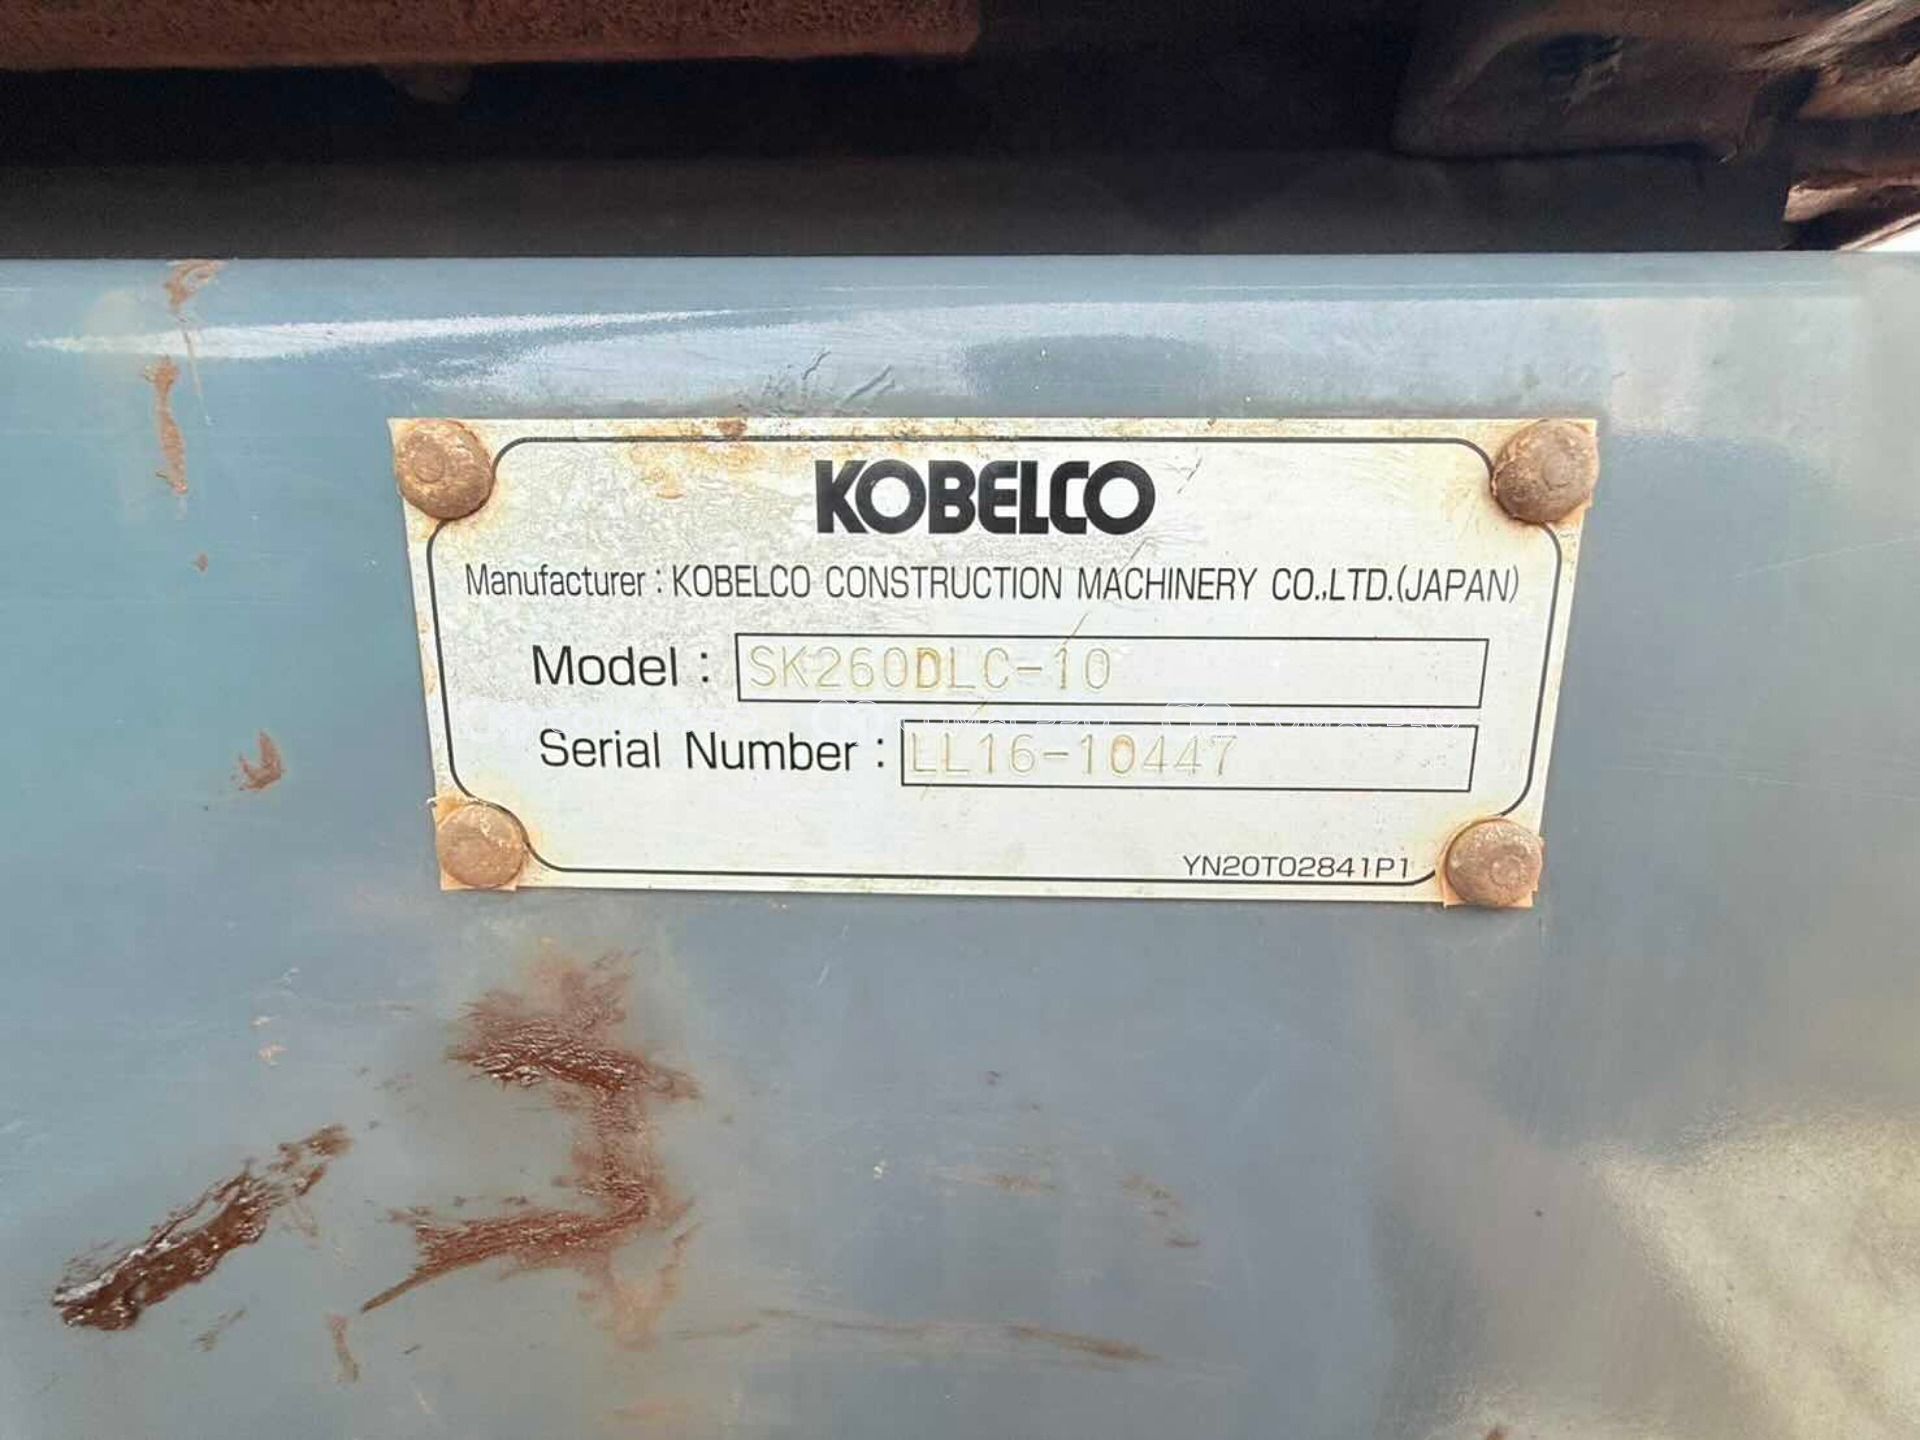 KOBELCO
Manufacturer : KOBELCO CONSTRUCTION MACHINERY CO.,LTD.(JAPAN)
Model : SK260DLC-10
Serial Number : LL16-10447
YN20T02841P1